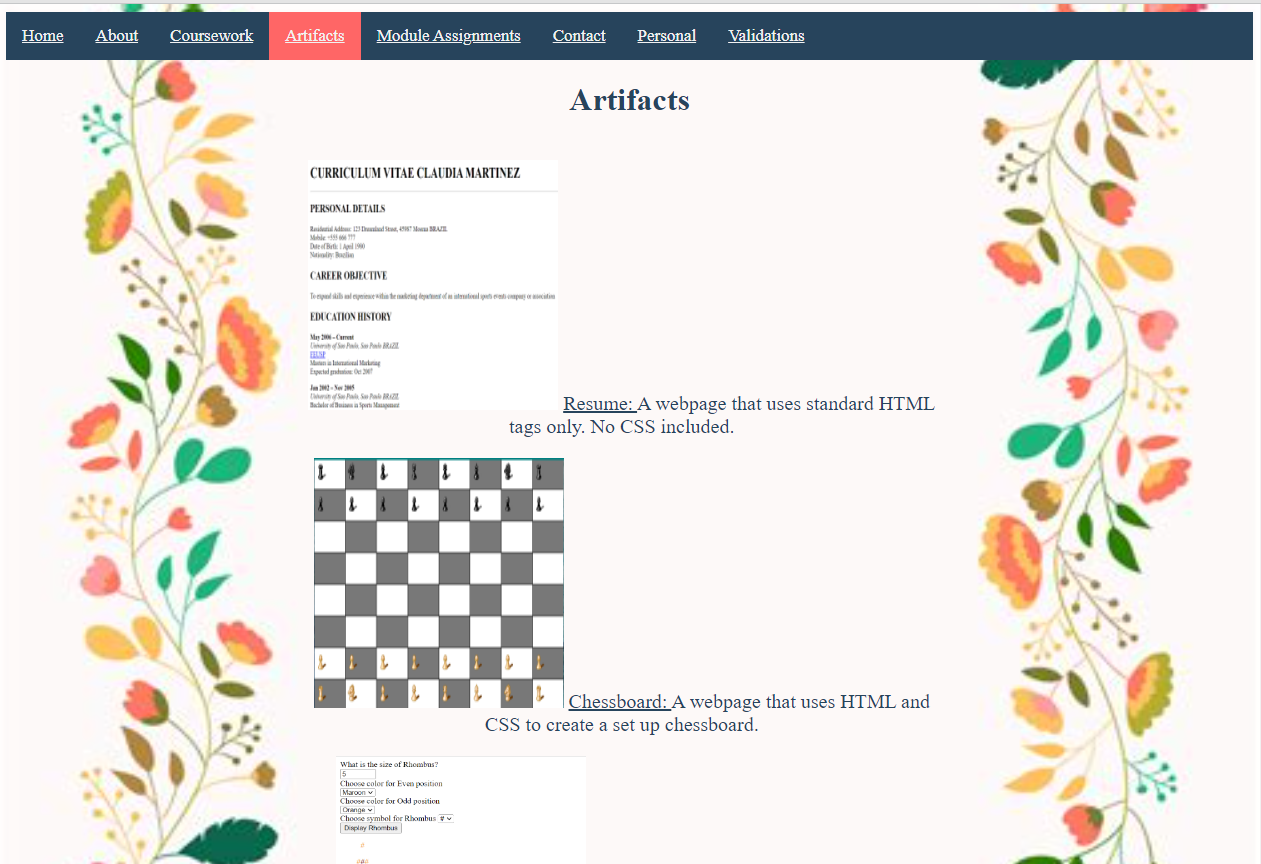 Home About Coursework Artifacts Module Assignments Contact Personal Validations
Artifacts
CURRICULUM VITAE CLAUDIA MARTINEZ
PERSONAL DETAILS
Residential Address: 123 Dreamland Street, 45987 Moema BRAZIL
Mobile: +555 666 777
Date of Birth: 1 April 1980
Nationality: Brazilian
CAREER OBJECTIVE
To expand skills and experience within the marketing department of an international sports events company or association
EDUCATION HISTORY
May 2006 - Current
University of Sao Paulo, Sao Paulo BRAZIL
Masters in International Marketing
Expected graduation: Oct 2007
Jan 2002 - Nov 2005
University of Sao Paulo, Sao Paulo BRAZIL
Bachelor of Business in Sports Management
Resume: A webpage that uses standard HTML
tags only. No CSS included.
Chessboard: A webpage that uses HTML and
CSS to create a set up chessboard.
What is the size of Rhombus?
5
Choose color for Even position
Maroon
Choose color for Odd position
Orange
Choose symbol for Rhombus #
Display Rhombus